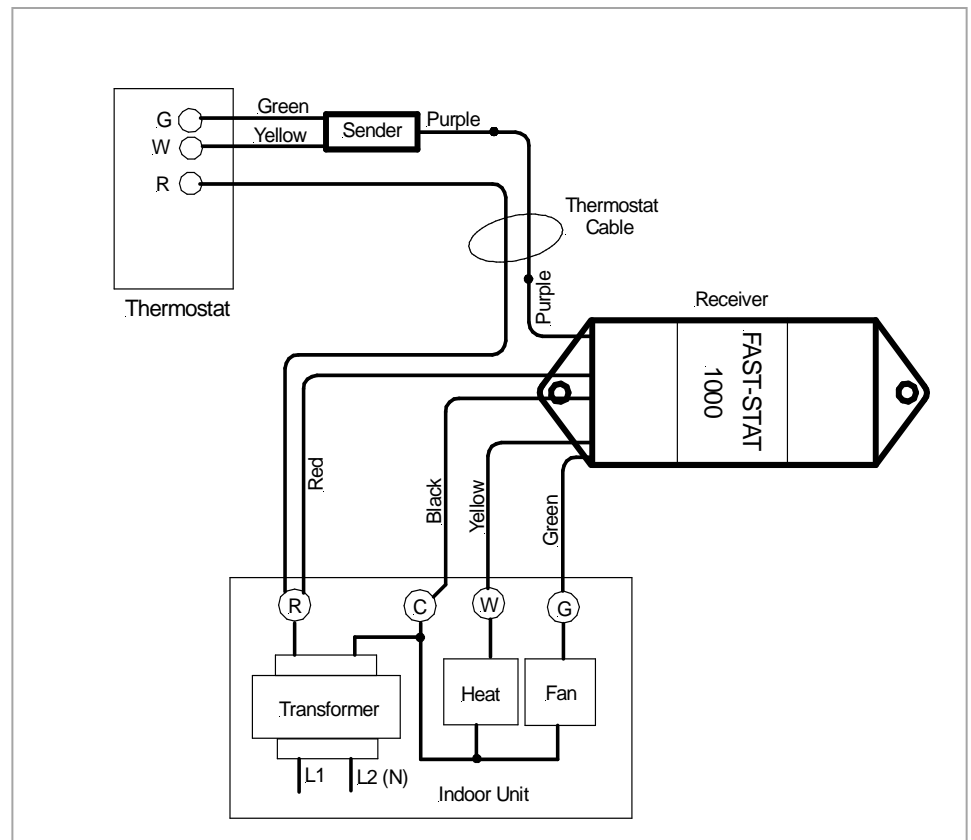 G
Green
Sender
Purple
W
Yellow
R
Thermostat
Cable
Thermostat
Purple
Receiver
FAST-STAT
1000
Red
Black
Yellow
Green
R
C
W
G
Transformer
Heat
Fan
L1
L2 (N)
Indoor Unit